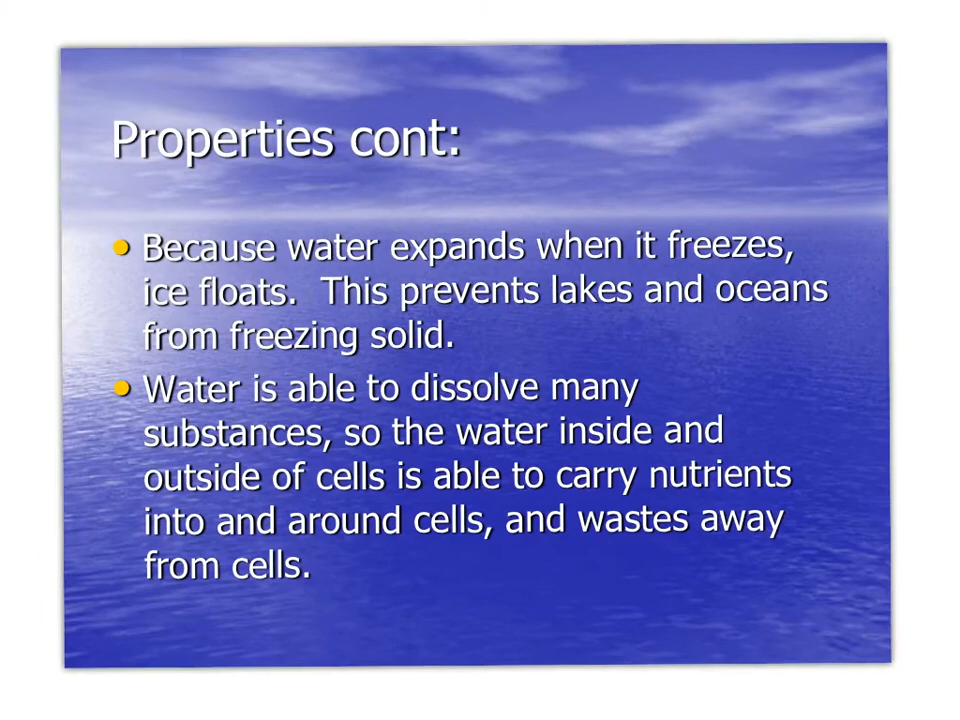 Properties cont:
• Because water expands when it freezes,
ice floats.  This prevents lakes and oceans
from freezing solid.
• Water is able to dissolve many
substances, so the water inside and
outside of cells is able to carry nutrients
into and around cells, and wastes away
from cells.